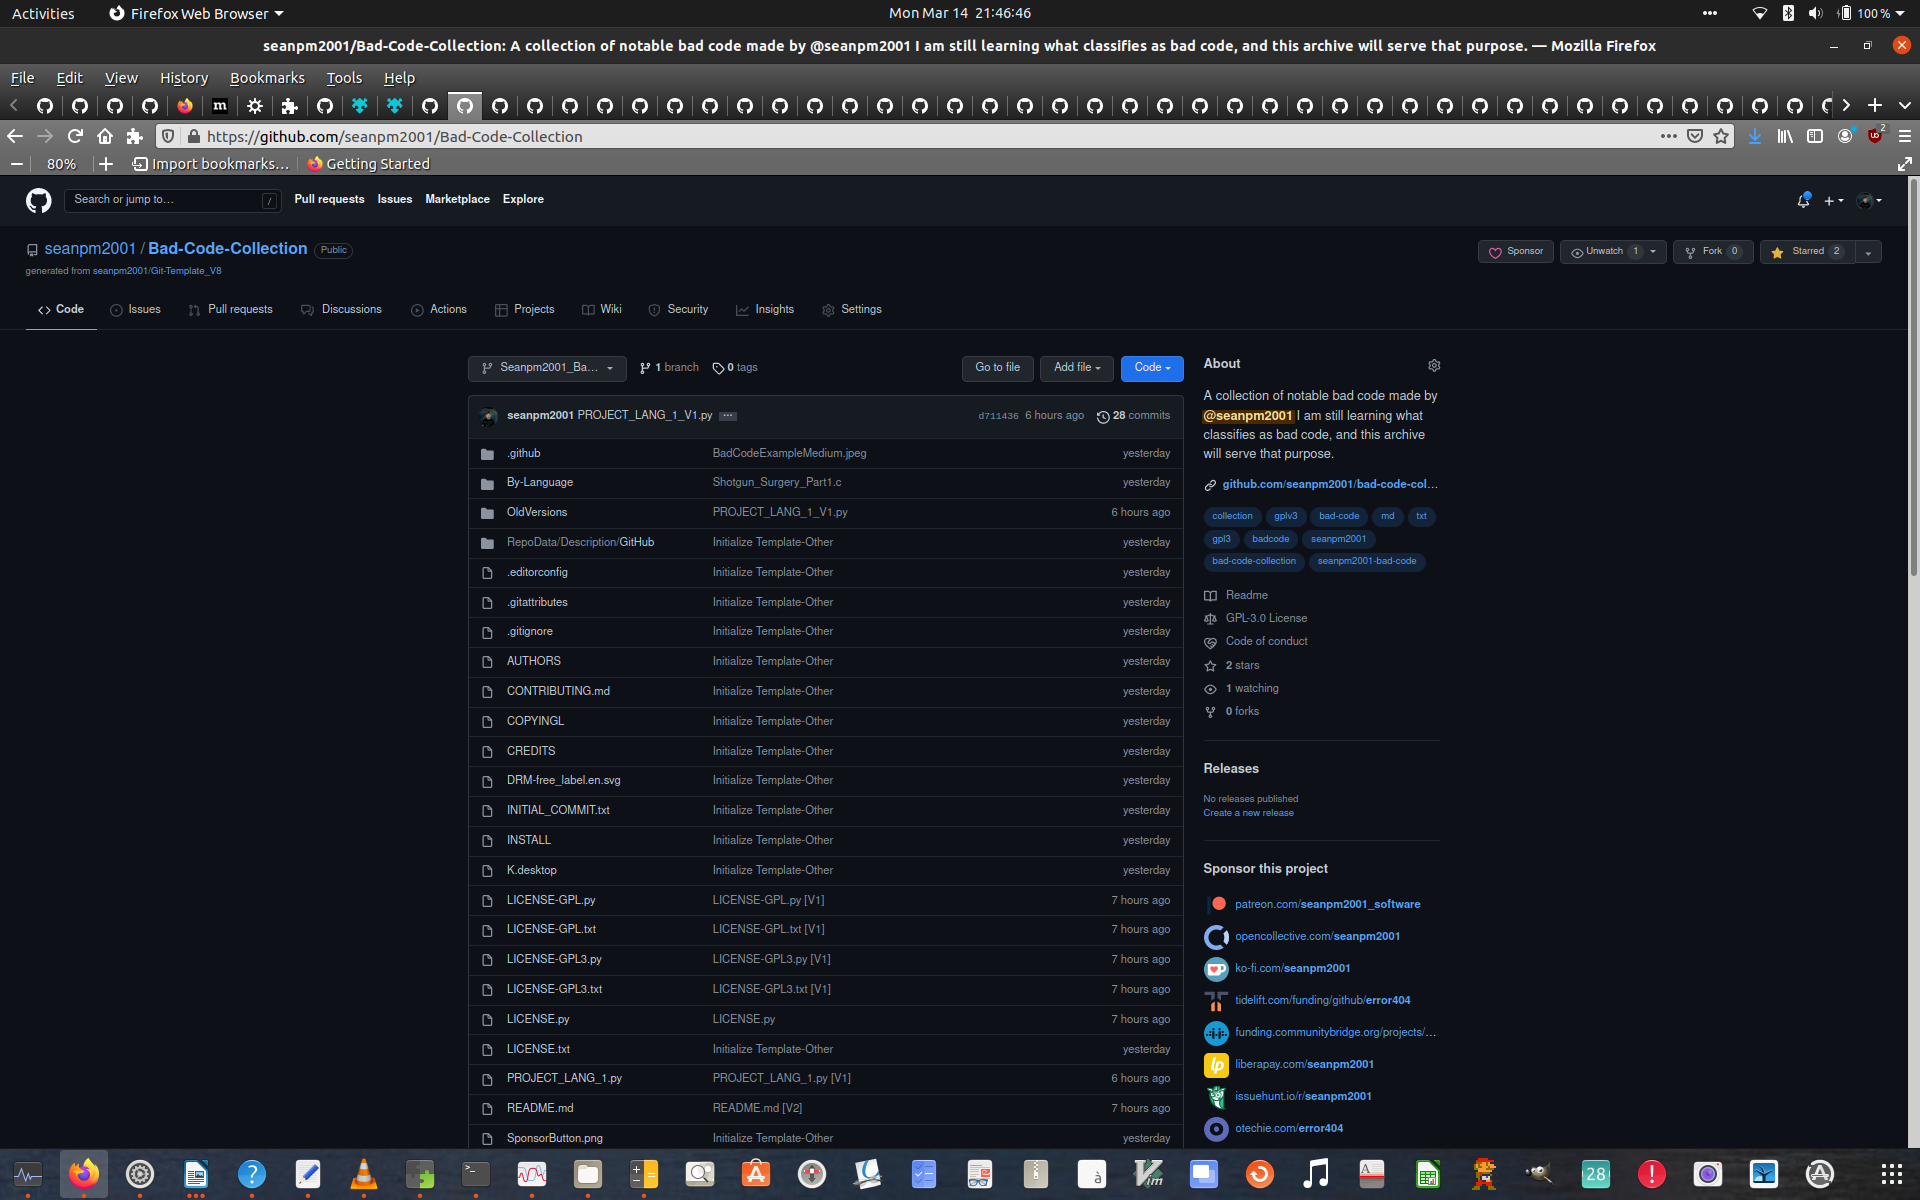 Activities Firefox Web Browser Mon Mar 14 21:46:46 100 %
seanpm2001/Bad-Code-Collection: A collection of notable bad code made by @seanpm2001 I am still learning what classifies as bad code, and this archive will serve that purpose. — Mozilla Firefox
File Edit View History Bookmarks Tools Help
https://github.com/seanpm2001/Bad-Code-Collection 2
80% Import bookmarks... Getting Started
Search or jump to... / Pull requests Issues Marketplace Explore
seanpm2001 / Bad-Code-Collection Public
generated from seanpm2001/Git-Template_V8
Sponsor Unwatch 1 Fork 0 Starred 2
Code Issues Pull requests Discussions Actions Projects Wiki Security Insights Settings
Seanpm2001_Ba... 1 branch 0 tags Go to file Add file Code
seanpm2001 PROJECT_LANG_1_V1.py ... d711436 6 hours ago 28 commits
.github BadCodeExampleMedium.jpeg yesterday
By-Language Shotgun_Surgery_Part1.c yesterday
OldVersions PROJECT_LANG_1_V1.py 6 hours ago
RepoData/Description/GitHub Initialize Template-Other yesterday
.editorconfig Initialize Template-Other yesterday
.gitattributes Initialize Template-Other yesterday
.gitignore Initialize Template-Other yesterday
AUTHORS Initialize Template-Other yesterday
CONTRIBUTING.md Initialize Template-Other yesterday
COPYINGL Initialize Template-Other yesterday
CREDITS Initialize Template-Other yesterday
DRM-free_label.en.svg Initialize Template-Other yesterday
INITIAL_COMMIT.txt Initialize Template-Other yesterday
INSTALL Initialize Template-Other yesterday
K.desktop Initialize Template-Other yesterday
LICENSE-GPL.py LICENSE-GPL.py [V1] 7 hours ago
LICENSE-GPL.txt LICENSE-GPL.txt [V1] 7 hours ago
LICENSE-GPL3.py LICENSE-GPL3.py [V1] 7 hours ago
LICENSE-GPL3.txt LICENSE-GPL3.txt [V1] 7 hours ago
LICENSE.py LICENSE.py 7 hours ago
LICENSE.txt Initialize Template-Other yesterday
PROJECT_LANG_1.py PROJECT_LANG_1.py [V1] 6 hours ago
README.md README.md [V2] 7 hours ago
SponsorButton.png Initialize Template-Other yesterday
About
A collection of notable bad code made by
@seanpm2001 I am still learning what
classifies as bad code, and this archive
will serve that purpose.
github.com/seanpm2001/bad-code-col...
collection gplv3 bad-code md txt
gpl3 badcode seanpm2001
bad-code-collection seanpm2001-bad-code
Readme
GPL-3.0 License
Code of conduct
2 stars
1 watching
0 forks
Releases
No releases published
Create a new release
Sponsor this project
patreon.com/seanpm2001_software
opencollective.com/seanpm2001
ko-fi.com/seanpm2001
tidelift.com/funding/github/error404
funding.communitybridge.org/projects/...
liberapay.com/seanpm2001
issuehunt.io/r/seanpm2001
otechie.com/error404
28